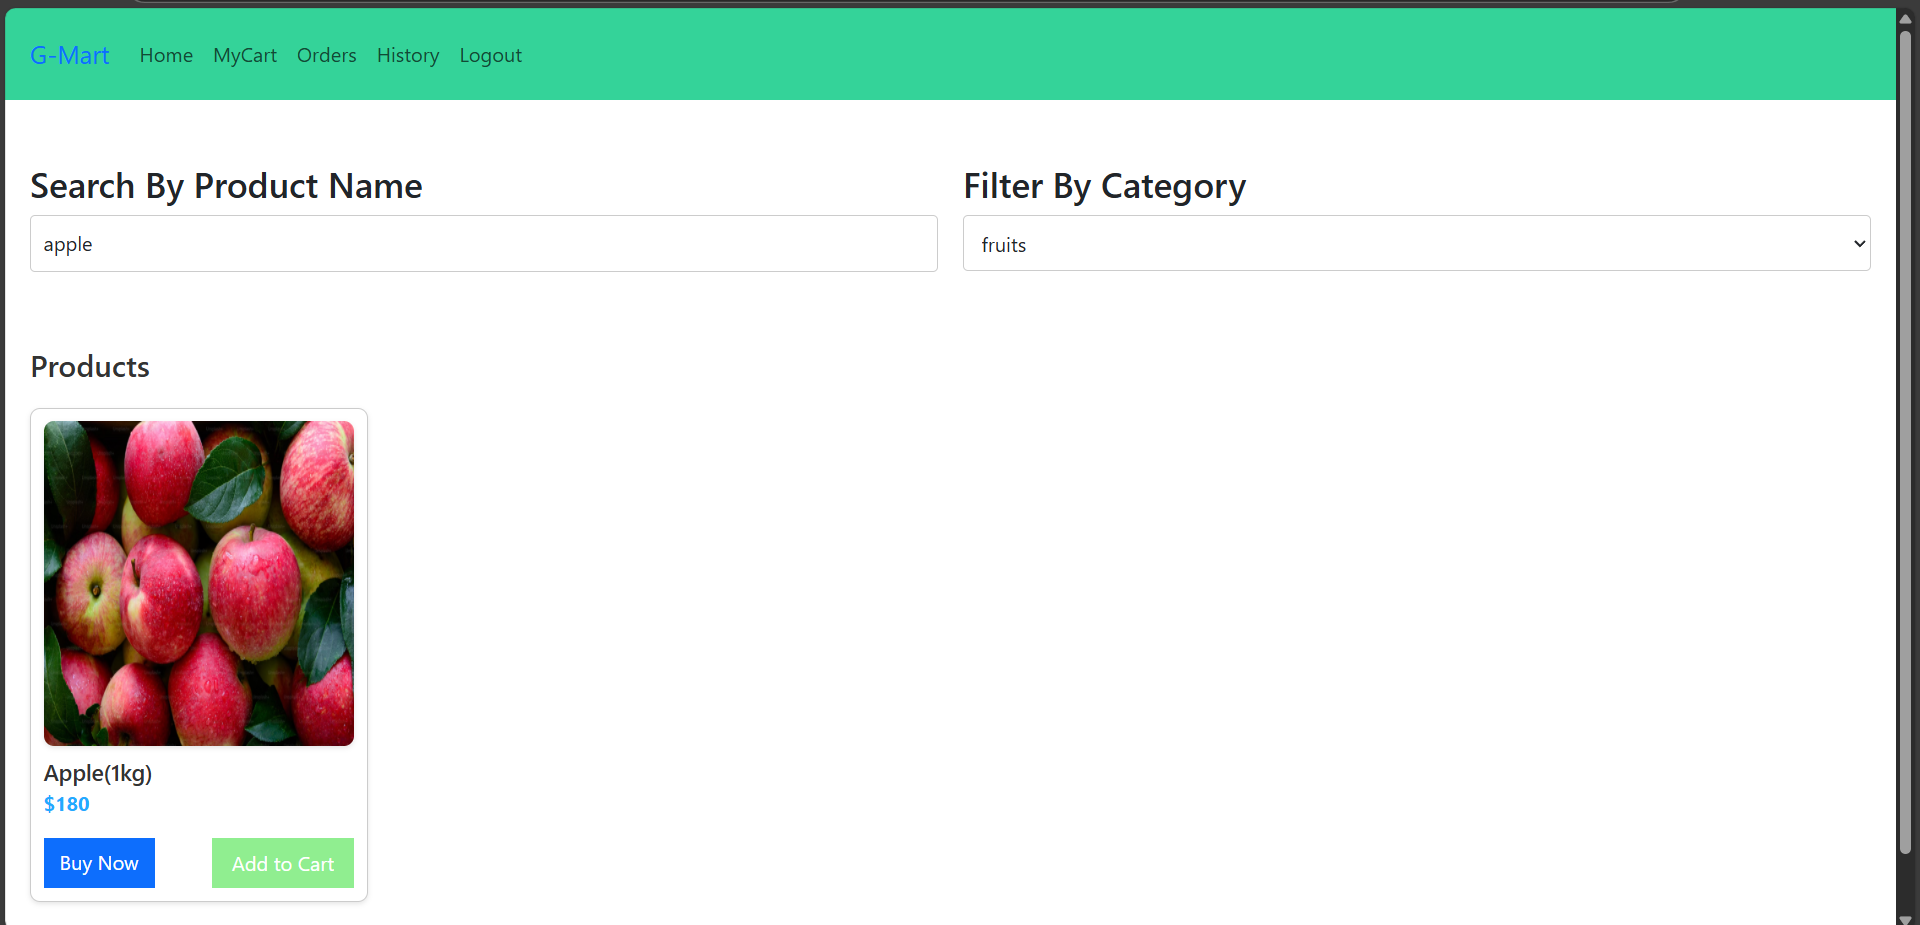 G-Mart Home MyCart Orders History Logout
Search By Product Name
apple
Filter By Category
fruits
Products
Apple(1kg)
$180
Buy Now Add to Cart